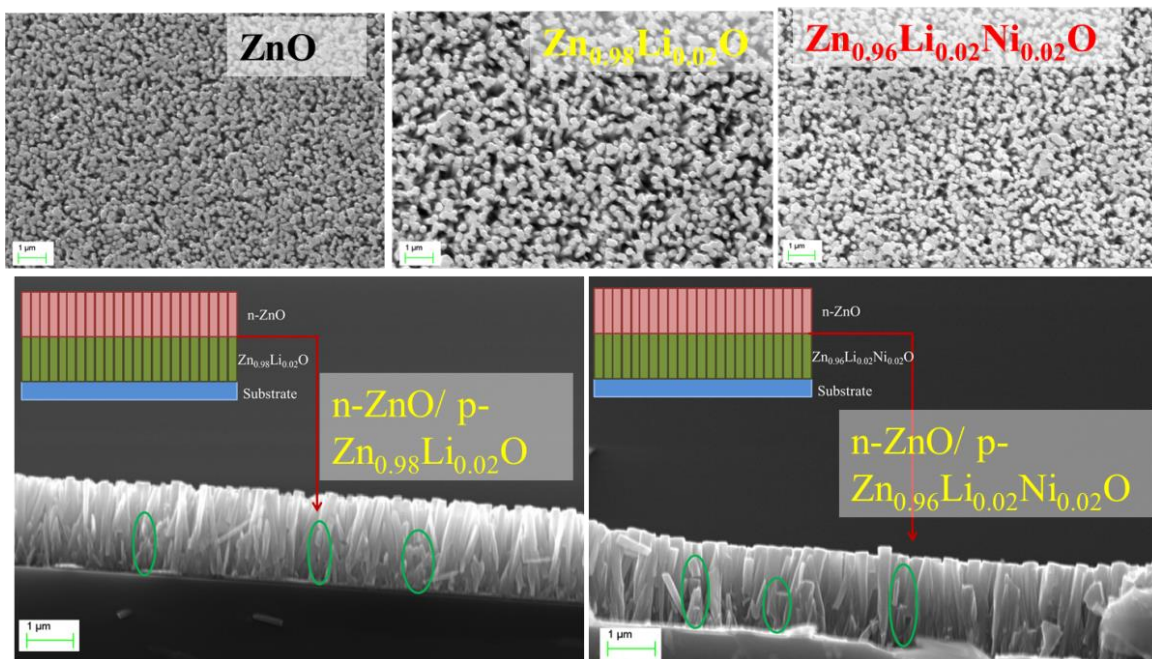 ZnO
Zn₀.₉₈Li₀.₀₂O
Zn₀.₉₆Li₀.₀₂Ni₀.₀₂O
1 µm
1 µm
1 µm
n-ZnO
Zn₀.₉₈Li₀.₀₂O
Substrate
n-ZnO/ p-
Zn₀.₉₈Li₀.₀₂O
1 µm
n-ZnO
Zn₀.₉₆Li₀.₀₂Ni₀.₀₂O
Substrate
n-ZnO/ p-
Zn₀.₉₆Li₀.₀₂Ni₀.₀₂O
1 µm